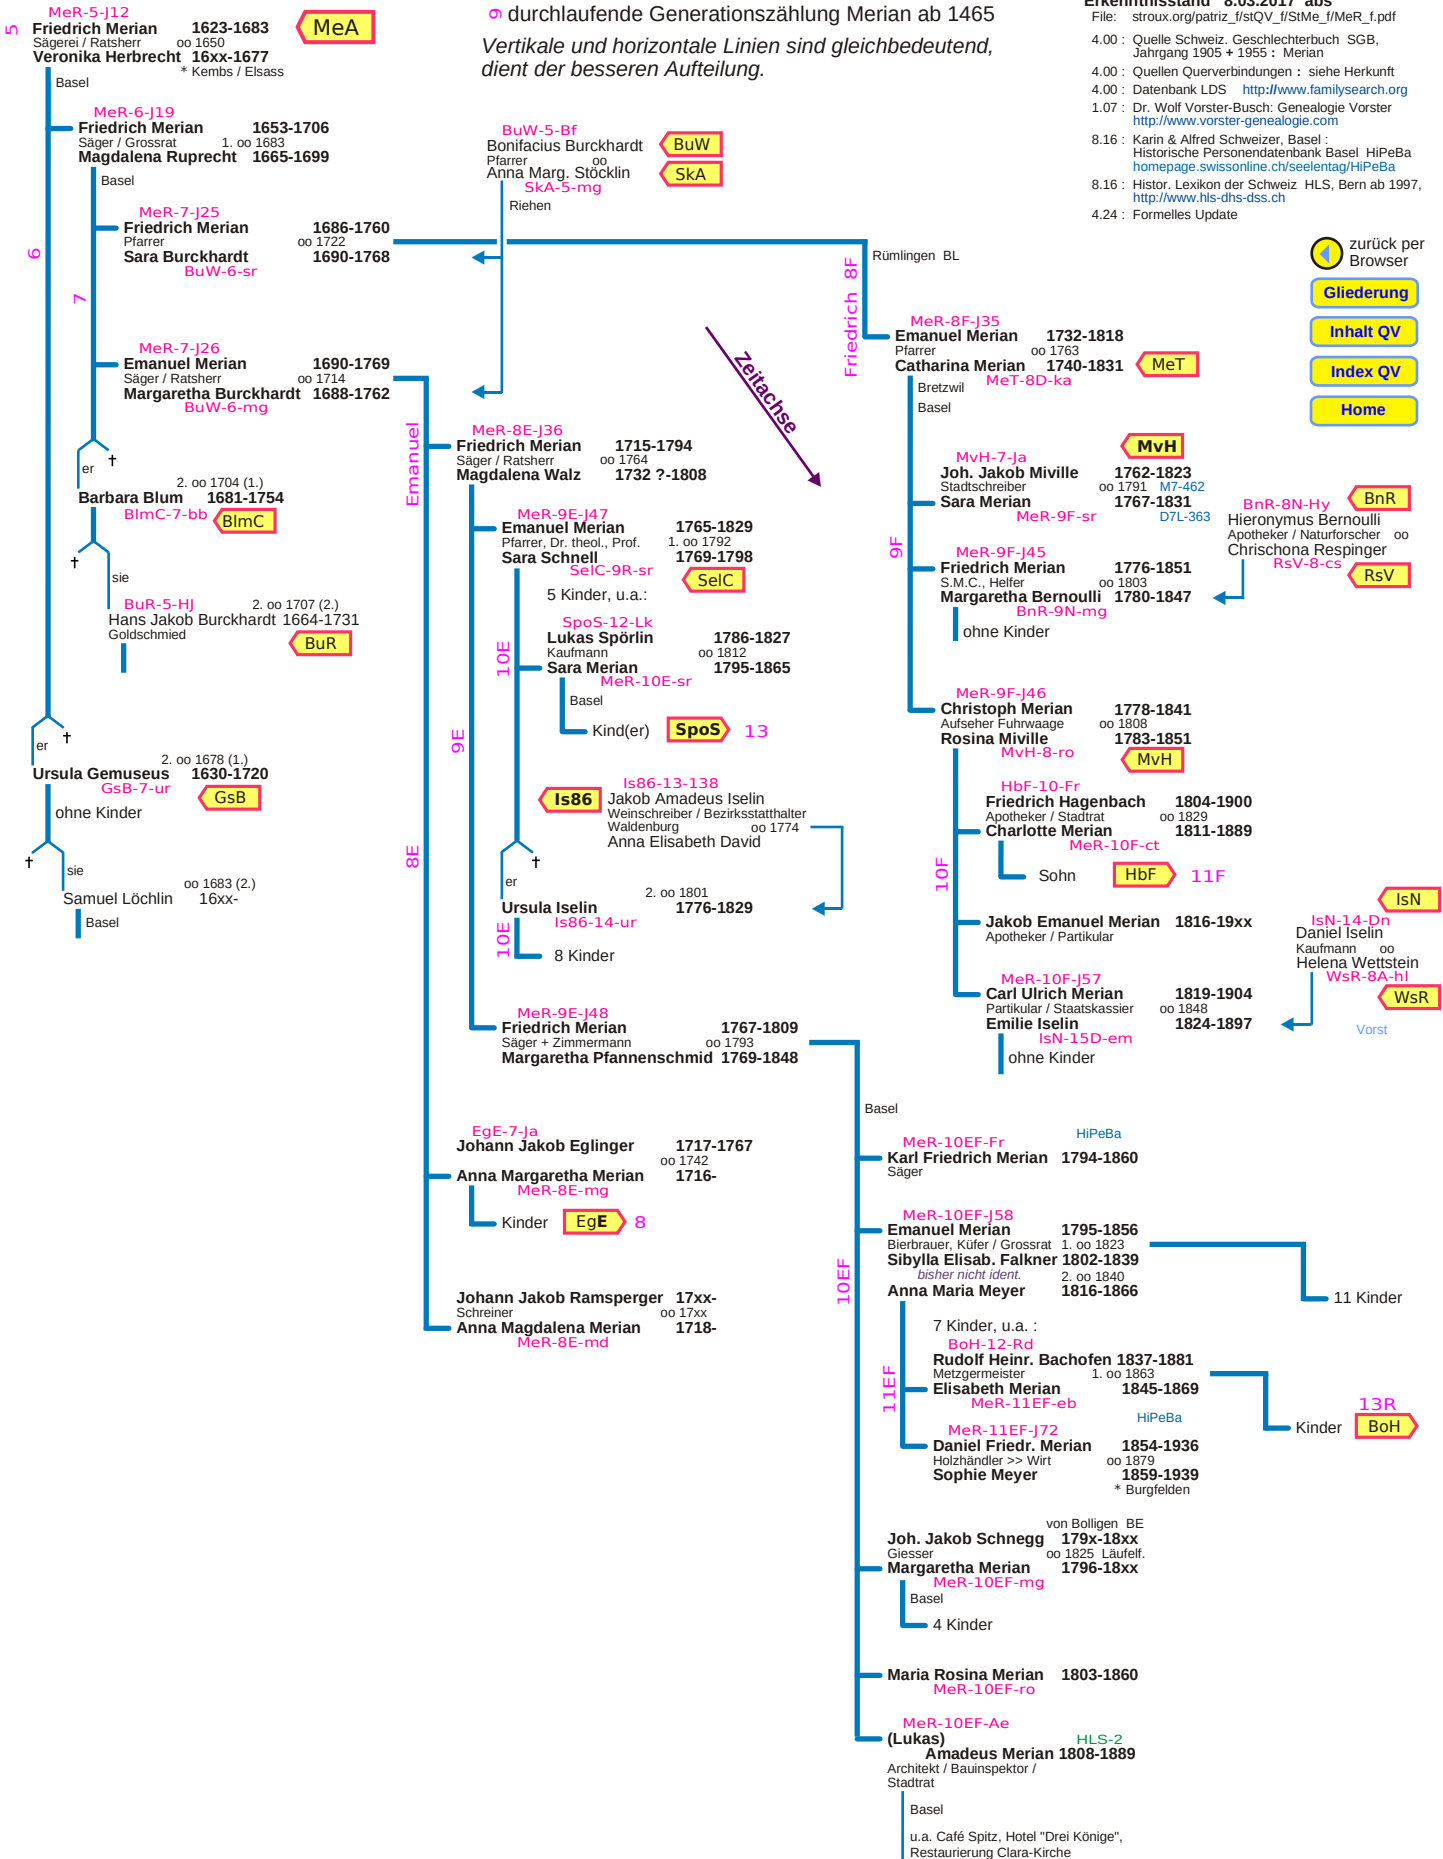 5
MeR-5-J12
Friedrich Merian 1623-1683
Sägerei / Ratsherr oo 1650
Veronika Herbrecht 16xx-1677
* Kembs / Elsass
MeA
Basel
9 durchlaufende Generationszählung Merian ab 1465
Vertikale und horizontale Linien sind gleichbedeutend,
dient der besseren Aufteilung.
Erkenntnisstand 8.03.2017 abs
File: stroux.org/patriz_f/stQV_f/StMe_f/MeR_f.pdf
4.00 : Quelle Schweiz. Geschlechterbuch SGB,
Jahrgang 1905 + 1955 : Merian
4.00 : Quellen Querverbindungen : siehe Herkunft
4.00 : Datenbank LDS http://www.familysearch.org
1.07 : Dr. Wolf Vorster-Busch: Genealogie Vorster
http://www.vorster-genealogie.com
8.16 : Karin & Alfred Schweizer, Basel :
Historische Personendatenbank Basel HiPeBa
homepage.swissonline.ch/seelentag/HiPeBa
8.16 : Histor. Lexikon der Schweiz HLS, Bern ab 1997,
http://www.hls-dhs-dss.ch
4.24 : Formelles Update
zurück per
Browser
Gliederung
Inhalt QV
Index QV
Home
6
MeR-6-J19
Friedrich Merian 1653-1706
Säger / Grossrat 1. oo 1683
Magdalena Ruprecht 1665-1699
Basel
7
MeR-7-J25
Friedrich Merian 1686-1760
Pfarrer oo 1722
Sara Burckhardt 1690-1768
BuW-6-sr
MeR-7-J26
Emanuel Merian 1690-1769
Säger / Ratsherr oo 1714
Margaretha Burckhardt 1688-1762
BuW-6-mg
er †
2. oo 1704 (1.)
Barbara Blum 1681-1754
BlmC-7-bb
BlmC
†
sie
BuR-5-HJ 2. oo 1707 (2.)
Hans Jakob Burckhardt 1664-1731
Goldschmied
BuR
er †
2. oo 1678 (1.)
Ursula Gemuseus 1630-1720
GsB-7-ur
GsB
ohne Kinder
†
sie
oo 1683 (2.)
Samuel Löchlin 16xx-
Basel
BuW-5-Bf
Bonifacius Burckhardt
Pfarrer oo
Anna Marg. Stöcklin
SkA-5-mg
BuW
SkA
Riehen
Zeitachse
Emanuel
8E
MeR-8E-J36
Friedrich Merian 1715-1794
Säger / Ratsherr oo 1764
Magdalena Walz 1732 ?-1808
9E
MeR-9E-J47
Emanuel Merian 1765-1829
Pfarrer, Dr. theol., Prof. 1. oo 1792
Sara Schnell 1769-1798
SelC-9R-sr
SelC
5 Kinder, u.a.:
10E
SpoS-12-Lk
Lukas Spörlin 1786-1827
Kaufmann oo 1812
Sara Merian 1795-1865
MeR-10E-sr
Basel
Kind(er) SpoS 13
Is86
Is86-13-138
Jakob Amadeus Iselin
Weinschreiber / Bezirksstatthalter
Waldenburg oo 1774
Anna Elisabeth David
†
er
2. oo 1801
Ursula Iselin 1776-1829
Is86-14-ur
10E
8 Kinder
MeR-9E-J48
Friedrich Merian 1767-1809
Säger + Zimmermann oo 1793
Margaretha Pfannenschmid 1769-1848
EgE-7-Ja
Johann Jakob Eglinger 1717-1767
oo 1742
Anna Margaretha Merian 1716-
MeR-8E-mg
Kinder EgE 8
Johann Jakob Ramsperger 17xx-
Schreiner oo 17xx
Anna Magdalena Merian 1718-
MeR-8E-md
Friedrich 8F
Rümlingen BL
MeR-8F-J35
Emanuel Merian 1732-1818
Pfarrer oo 1763
Catharina Merian 1740-1831
MeT-8D-ka
MeT
Bretzwil
Basel
9F
MvH
MvH-7-Ja
Joh. Jakob Miville 1762-1823
Stadtschreiber oo 1791 M7-462
Sara Merian 1767-1831
MeR-9F-sr D7L-363
MeR-9F-J45
Friedrich Merian 1776-1851
S.M.C., Helfer oo 1803
Margaretha Bernoulli 1780-1847
BnR-9N-mg
ohne Kinder
BnR-8N-Hy
BnR
Hieronymus Bernoulli
Apotheker / Naturforscher oo
Chrischona Respinger
RsV-8-cs
RsV
MeR-9F-J46
Christoph Merian 1778-1841
Aufseher Fuhrwaage oo 1808
Rosina Miville 1783-1851
MvH-8-ro
MvH
10F
HbF-10-Fr
Friedrich Hagenbach 1804-1900
Apotheker / Stadtrat oo 1829
Charlotte Merian 1811-1889
MeR-10F-ct
Sohn HbF 11F
Jakob Emanuel Merian 1816-19xx
Apotheker / Partikular
MeR-10F-J57
Carl Ulrich Merian 1819-1904
Partikular / Staatskassier oo 1848
Emilie Iselin 1824-1897
IsN-15D-em
ohne Kinder
IsN
IsN-14-Dn
Daniel Iselin
Kaufmann oo
Helena Wettstein
WsR-8A-hl
WsR
Vorst
Basel
10EF
MeR-10EF-Fr HiPeBa
Karl Friedrich Merian 1794-1860
Säger
MeR-10EF-J58
Emanuel Merian 1795-1856
Bierbrauer, Küfer / Grossrat 1. oo 1823
Sibylla Elisab. Falkner 1802-1839
bisher nicht ident. 2. oo 1840
Anna Maria Meyer 1816-1866
11 Kinder
11EF
7 Kinder, u.a. :
BoH-12-Rd
Rudolf Heinr. Bachofen 1837-1881
Metzgermeister 1. oo 1863
Elisabeth Merian 1845-1869
MeR-11EF-eb
13R
Kinder BoH
HiPeBa
MeR-11EF-J72
Daniel Friedr. Merian 1854-1936
Holzhändler >> Wirt oo 1879
Sophie Meyer 1859-1939
* Burgfelden
von Bolligen BE
Joh. Jakob Schnegg 179x-18xx
Giesser oo 1825 Läufelf.
Margaretha Merian 1796-18xx
MeR-10EF-mg
Basel
4 Kinder
Maria Rosina Merian 1803-1860
MeR-10EF-ro
MeR-10EF-Ae
(Lukas) HLS-2
Amadeus Merian 1808-1889
Architekt / Bauinspektor /
Stadtrat
Basel
u.a. Café Spitz, Hotel "Drei Könige",
Restaurierung Clara-Kirche